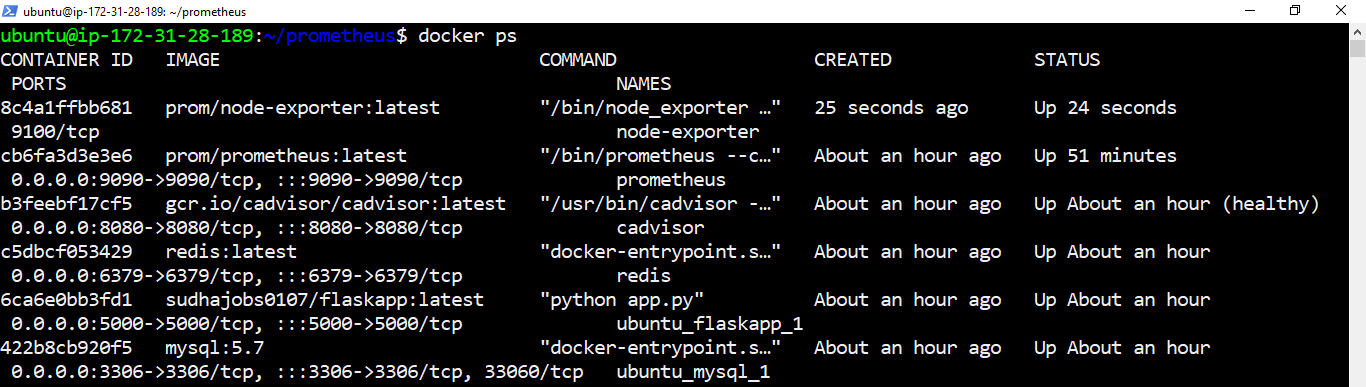 ubuntu@ip-172-31-28-189: ~/prometheus
ubuntu@ip-172-31-28-189:~/prometheus$ docker ps
CONTAINER ID   IMAGE                             COMMAND                  CREATED             STATUS
 PORTS                                                  NAMES
8c4a1ffbb681   prom/node-exporter:latest         "/bin/node_exporter …"   25 seconds ago      Up 24 seconds
 9100/tcp                                               node-exporter
cb6fa3d3e3e6   prom/prometheus:latest            "/bin/prometheus --c…"   About an hour ago   Up 51 minutes
 0.0.0.0:9090->9090/tcp, :::9090->9090/tcp              prometheus
b3feebf17cf5   gcr.io/cadvisor/cadvisor:latest   "/usr/bin/cadvisor -…"   About an hour ago   Up About an hour (healthy)
 0.0.0.0:8080->8080/tcp, :::8080->8080/tcp              cadvisor
c5dbcf053429   redis:latest                      "docker-entrypoint.s…"   About an hour ago   Up About an hour
 0.0.0.0:6379->6379/tcp, :::6379->6379/tcp              redis
6ca6e0bb3fd1   sudhajobs0107/flaskapp:latest     "python app.py"          About an hour ago   Up About an hour
 0.0.0.0:5000->5000/tcp, :::5000->5000/tcp              ubuntu_flaskapp_1
422b8cb920f5   mysql:5.7                         "docker-entrypoint.s…"   About an hour ago   Up About an hour
 0.0.0.0:3306->3306/tcp, :::3306->3306/tcp, 33060/tcp   ubuntu_mysql_1